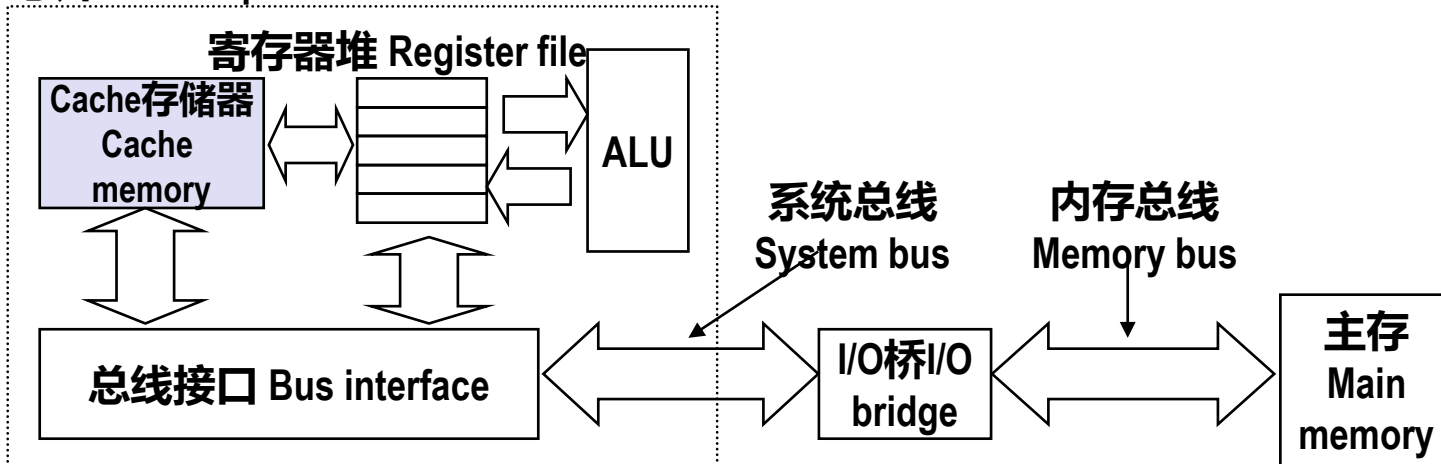 寄存器堆 Register file
Cache存储器
Cache
memory
ALU
系统总线
System bus
内存总线
Memory bus
总线接口 Bus interface
I/O桥I/O
bridge
主存
Main
memory